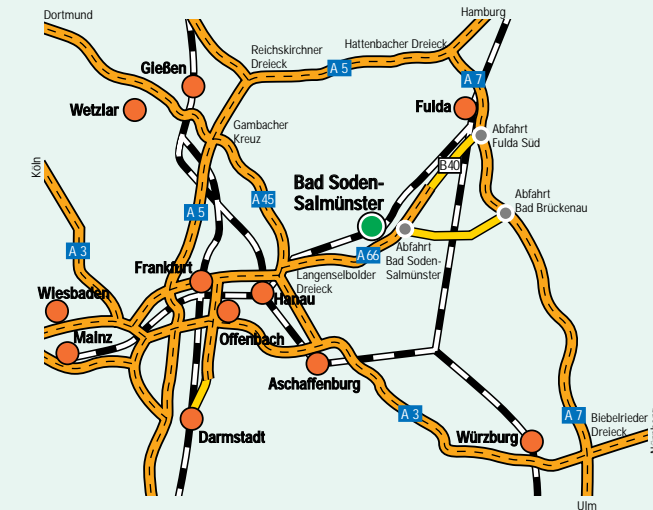 Dortmund
Hamburg
Hattenbacher Dreieck
Reichskirchner
Dreieck
A 5
Gießen
A 7
Wetzlar
Fulda
Gambacher
Kreuz
Abfahrt
Fulda Süd
Köln
B40
Bad Soden-
Salmünster
A 45
A 5
Abfahrt
Bad Brückenau
A 3
A 66
Abfahrt
Bad Soden-
Salmünster
Frankfurt
Langenselbolder
Dreieck
Wiesbaden
Hanau
Mainz
Offenbach
Aschaffenburg
A 3
A 7
Biebelrieder
Dreieck
Darmstadt
Würzburg
Ulm